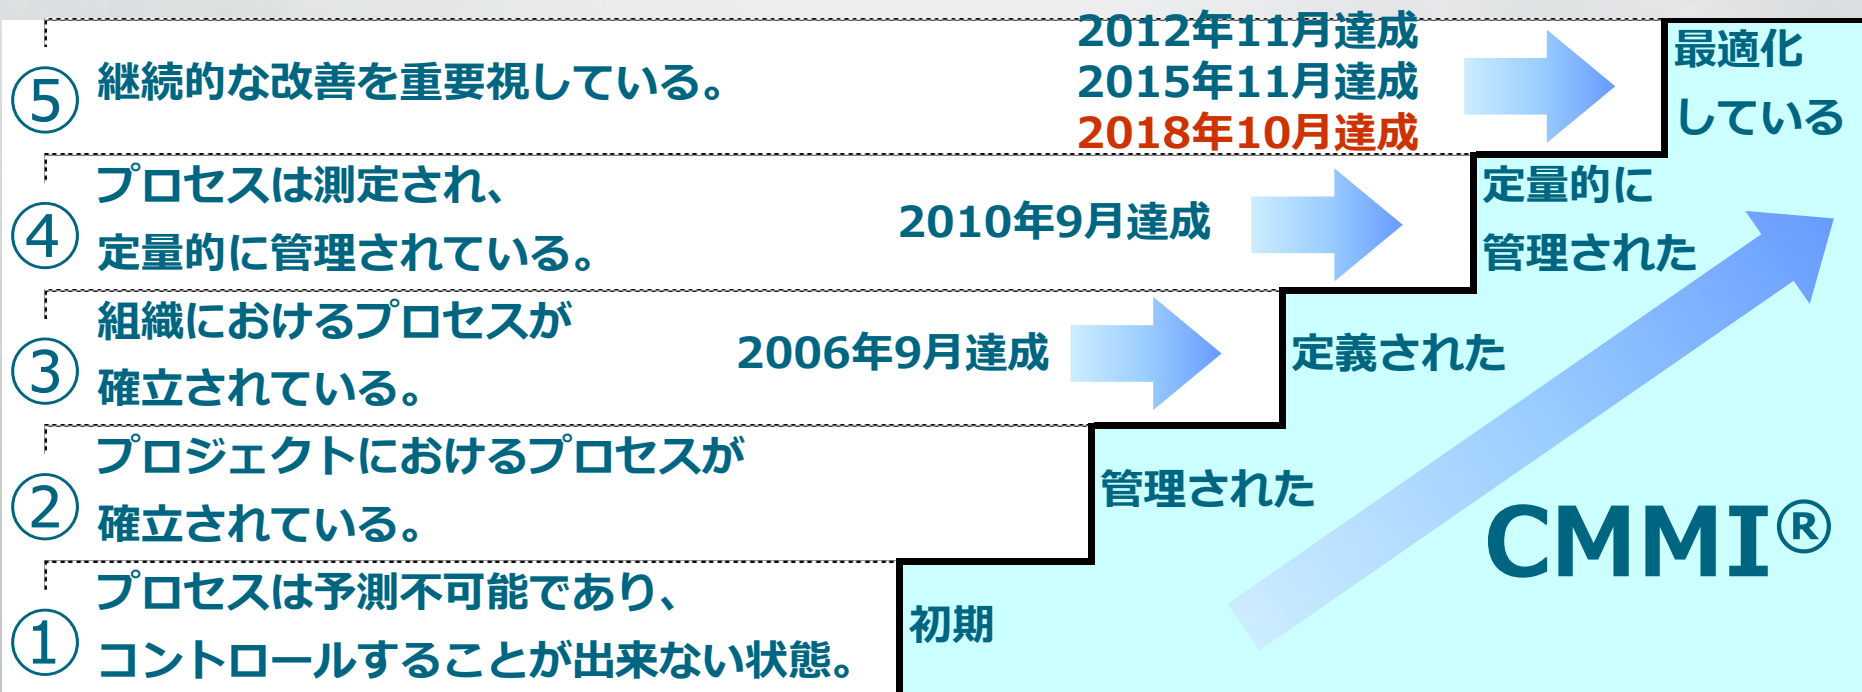 ⑤
継続的な改善を重要視している。
2012年11月達成
2015年11月達成
2018年10月達成
最適化
している
④
プロセスは測定され、
定量的に管理されている。
2010年9月達成
定量的に
管理された
③
組織におけるプロセスが
確立されている。
2006年9月達成
定義された
②
プロジェクトにおけるプロセスが
確立されている。
管理された
CMMI®
①
プロセスは予測不可能であり、
コントロールすることが出来ない状態。
初期